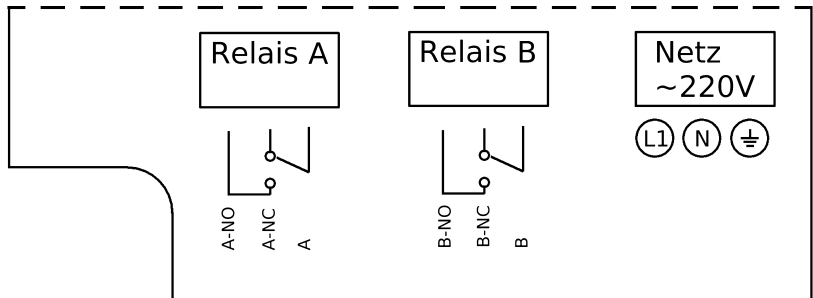 Relais A
Relais B
Netz
~220V
L1
N
A-NO
A-NC
A
B-NO
B-NC
B